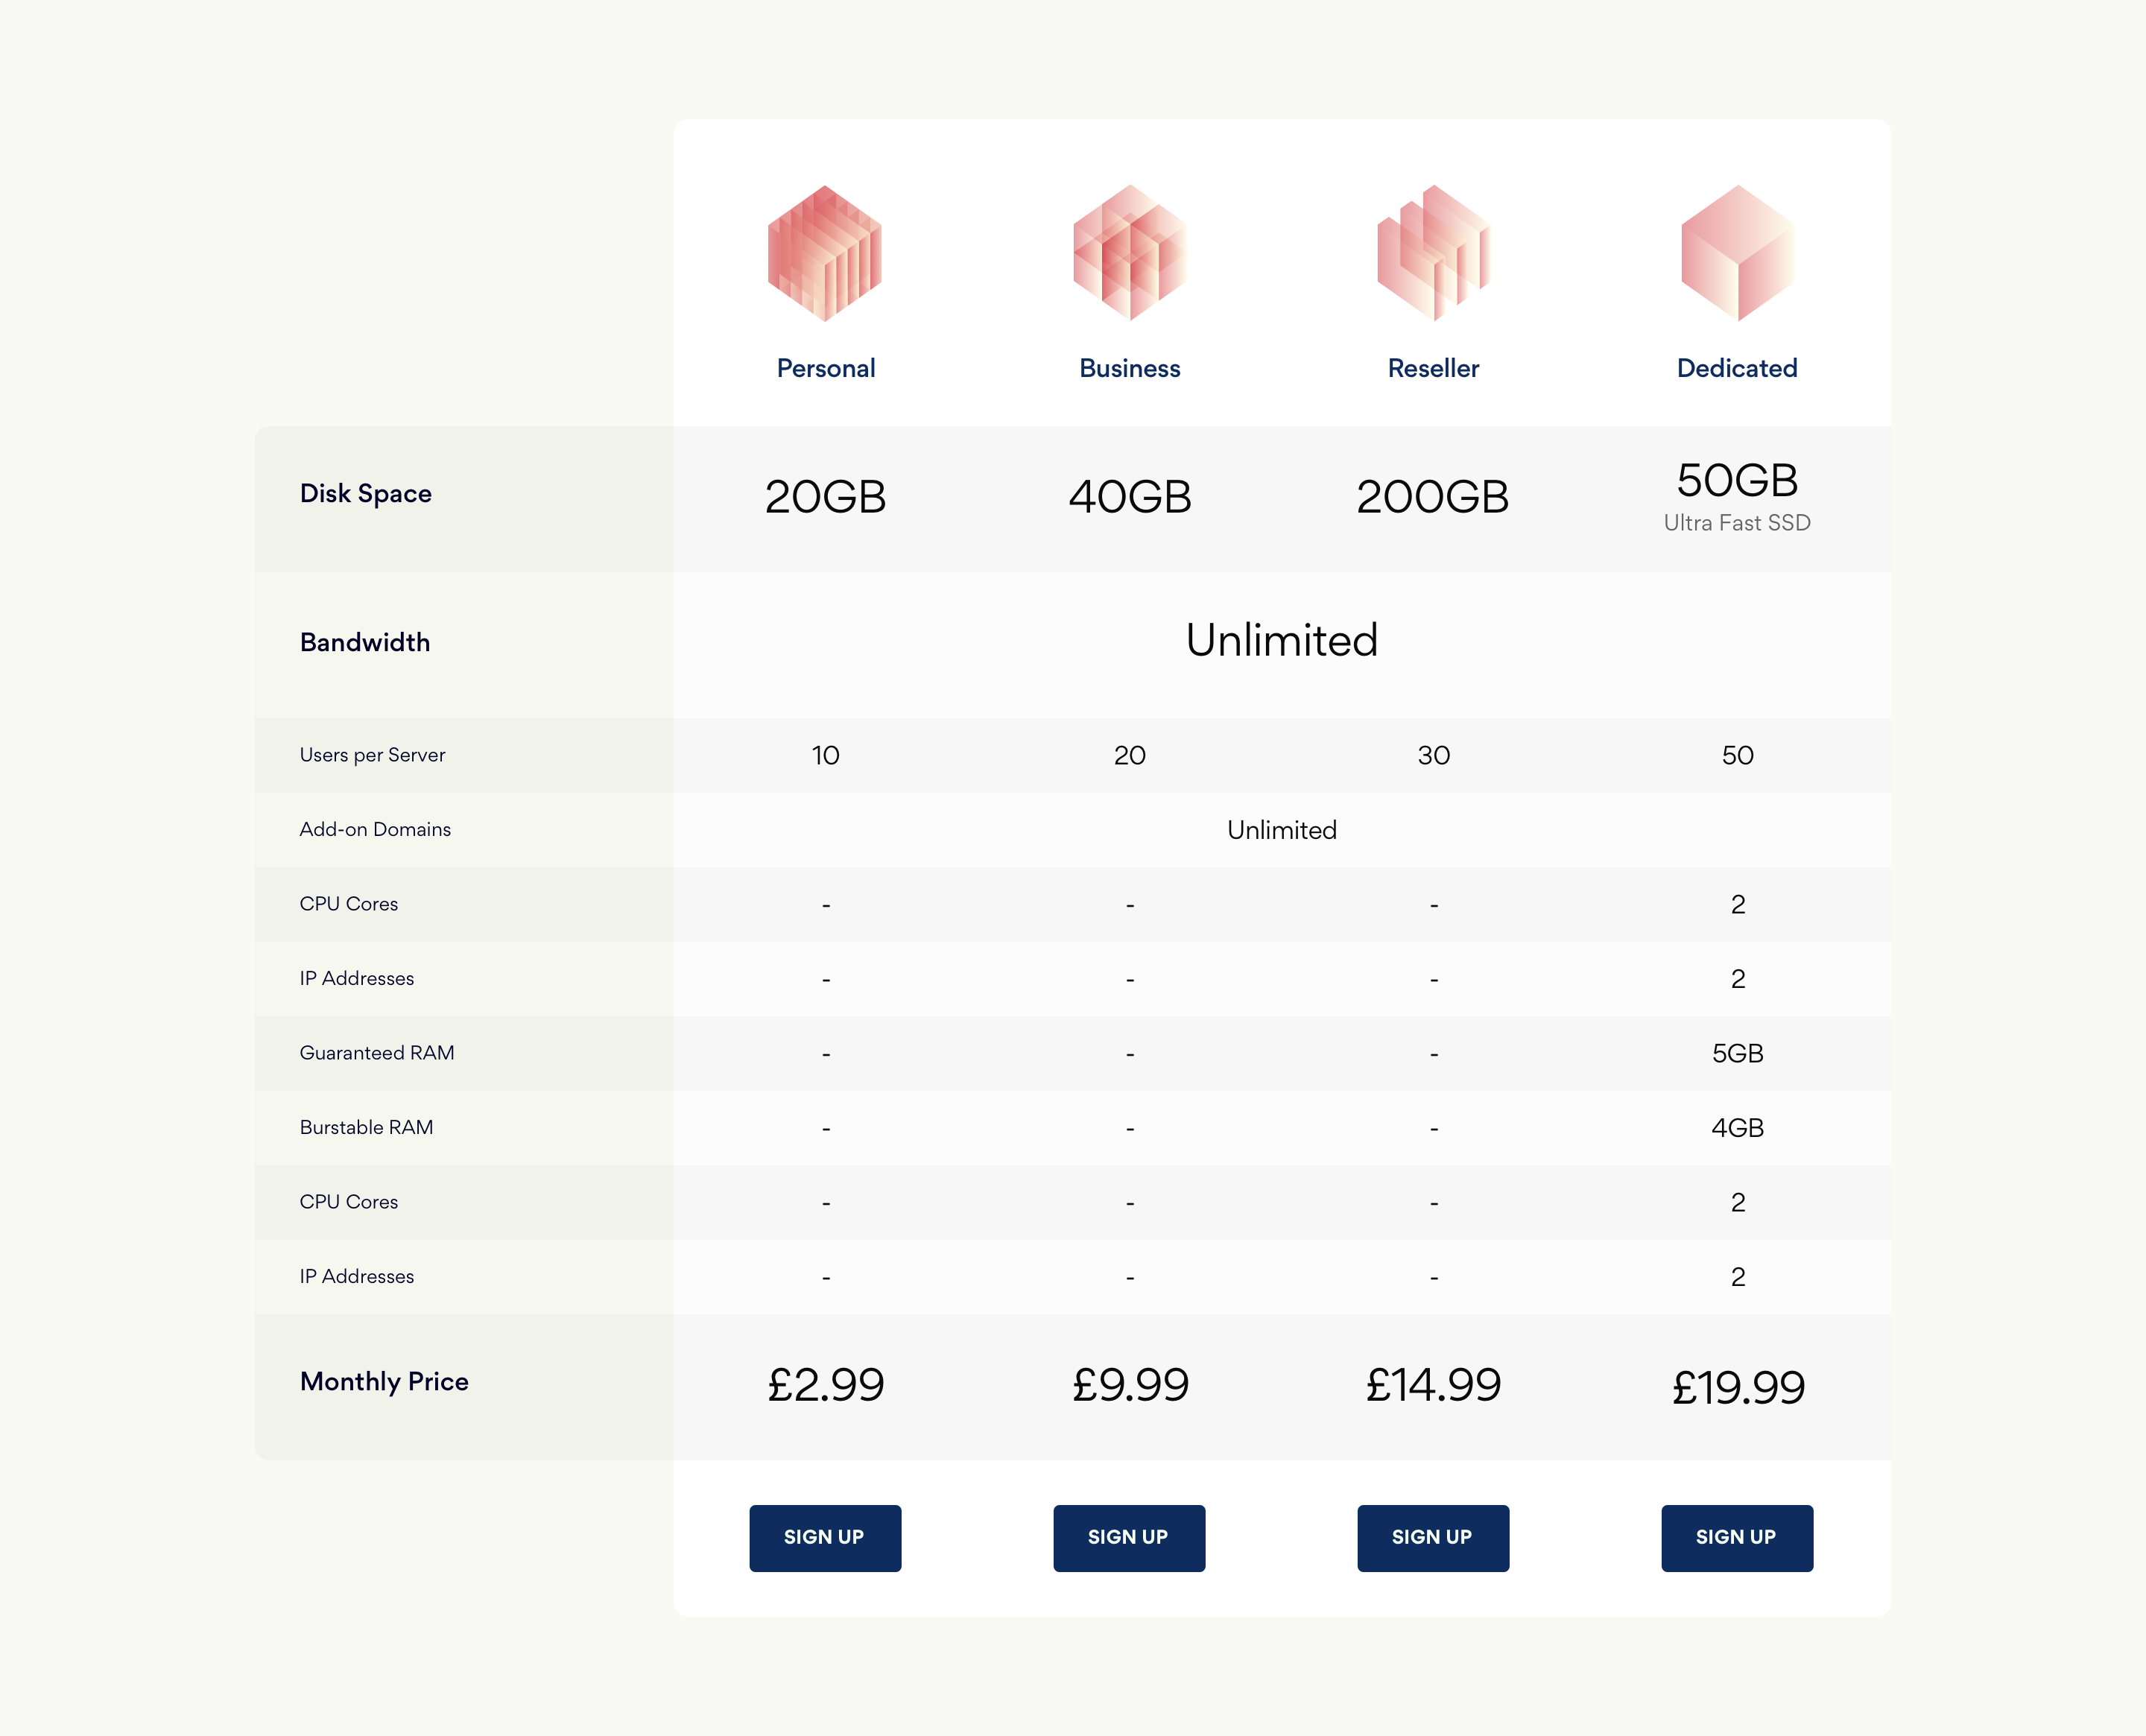 Personal Business Reseller Dedicated
Disk Space 20GB 40GB 200GB 50GB
Ultra Fast SSD
Bandwidth Unlimited
Users per Server 10 20 30 50
Add-on Domains Unlimited
CPU Cores - - - 2
IP Addresses - - - 2
Guaranteed RAM - - - 5GB
Burstable RAM - - - 4GB
CPU Cores - - - 2
IP Addresses - - - 2
Monthly Price £2.99 £9.99 £14.99 £19.99
SIGN UP SIGN UP SIGN UP SIGN UP